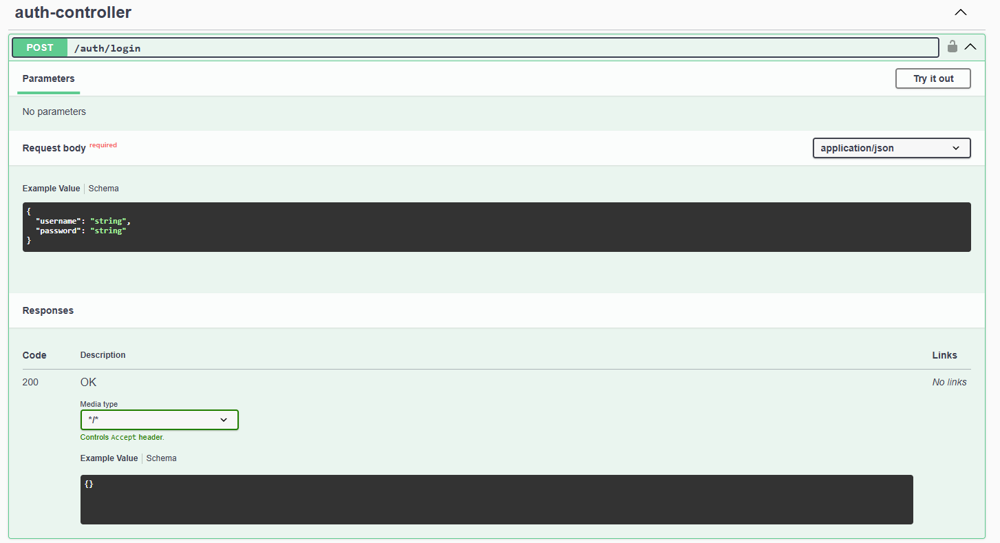 auth-controller
POST /auth/login
Parameters
Try it out
No parameters
Request body required
application/json
Example Value Schema
{
"username": "string",
"password": "string"
}
Responses
Code Description Links
200 OK No links
Media type
*/*
Controls Accept header.
Example Value Schema
{}